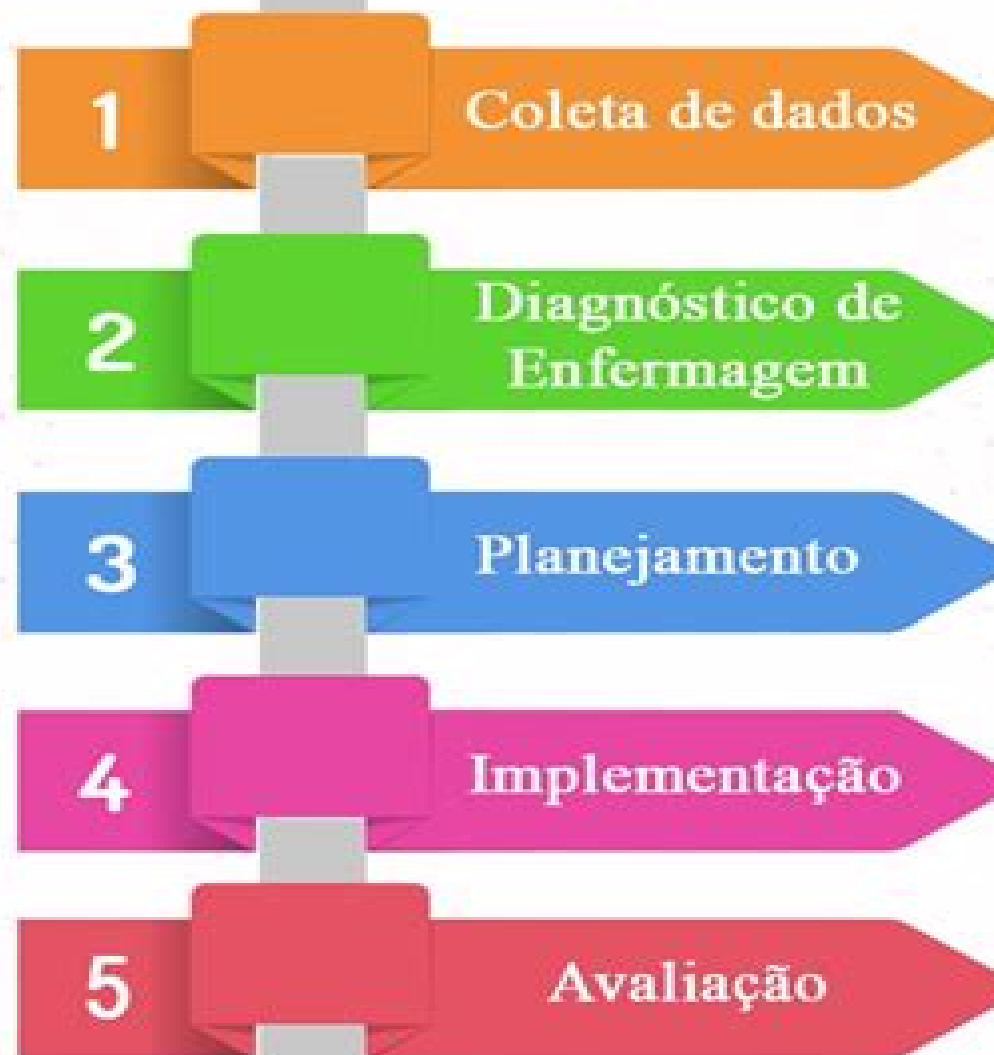 1
Coleta de dados
2
Diagnóstico de
Enfermagem
3
Planejamento
4
Implementação
5
Avaliação